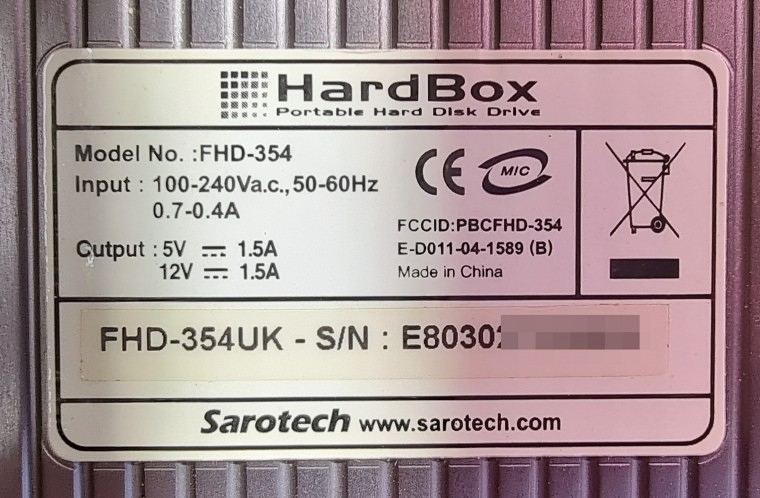 HardBox
Portable Hard Disk Drive
Model No. :FHD-354
Input : 100-240Va.c.,50-60Hz
0.7-0.4A
Output : 5V ⎓ 1.5A
12V ⎓ 1.5A
CE MIC
FCCID:PBCFHD-354
E-D011-04-1589 (B)
Made in China
FHD-354UK - S/N : E8030
Sarotech www.sarotech.com